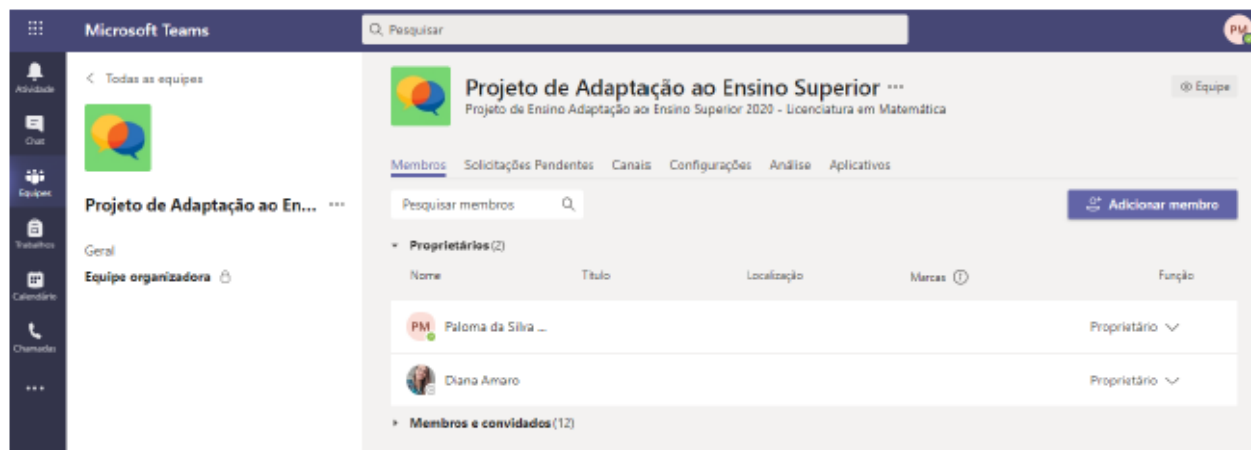 Microsoft Teams
Pesquisar
PM
Atividade
Chat
Equipes
Trabalhos
Calendário
Chamadas
Todas as equipes
Projeto de Adaptação ao En... ...
Geral
Equipe organizadora
Projeto de Adaptação ao Ensino Superior ...
Projeto de Ensino Adaptação ao Ensino Superior 2020 - Licenciatura em Matemática
Equipe
Membros Solicitações Pendentes Canais Configurações Análise Aplicativos
Pesquisar membros
Adicionar membro
Proprietários (2)
Nome Título Localização Marcas Função
PM Paloma da Silva ... Proprietário
Diana Amaro Proprietário
Membros e convidados (12)